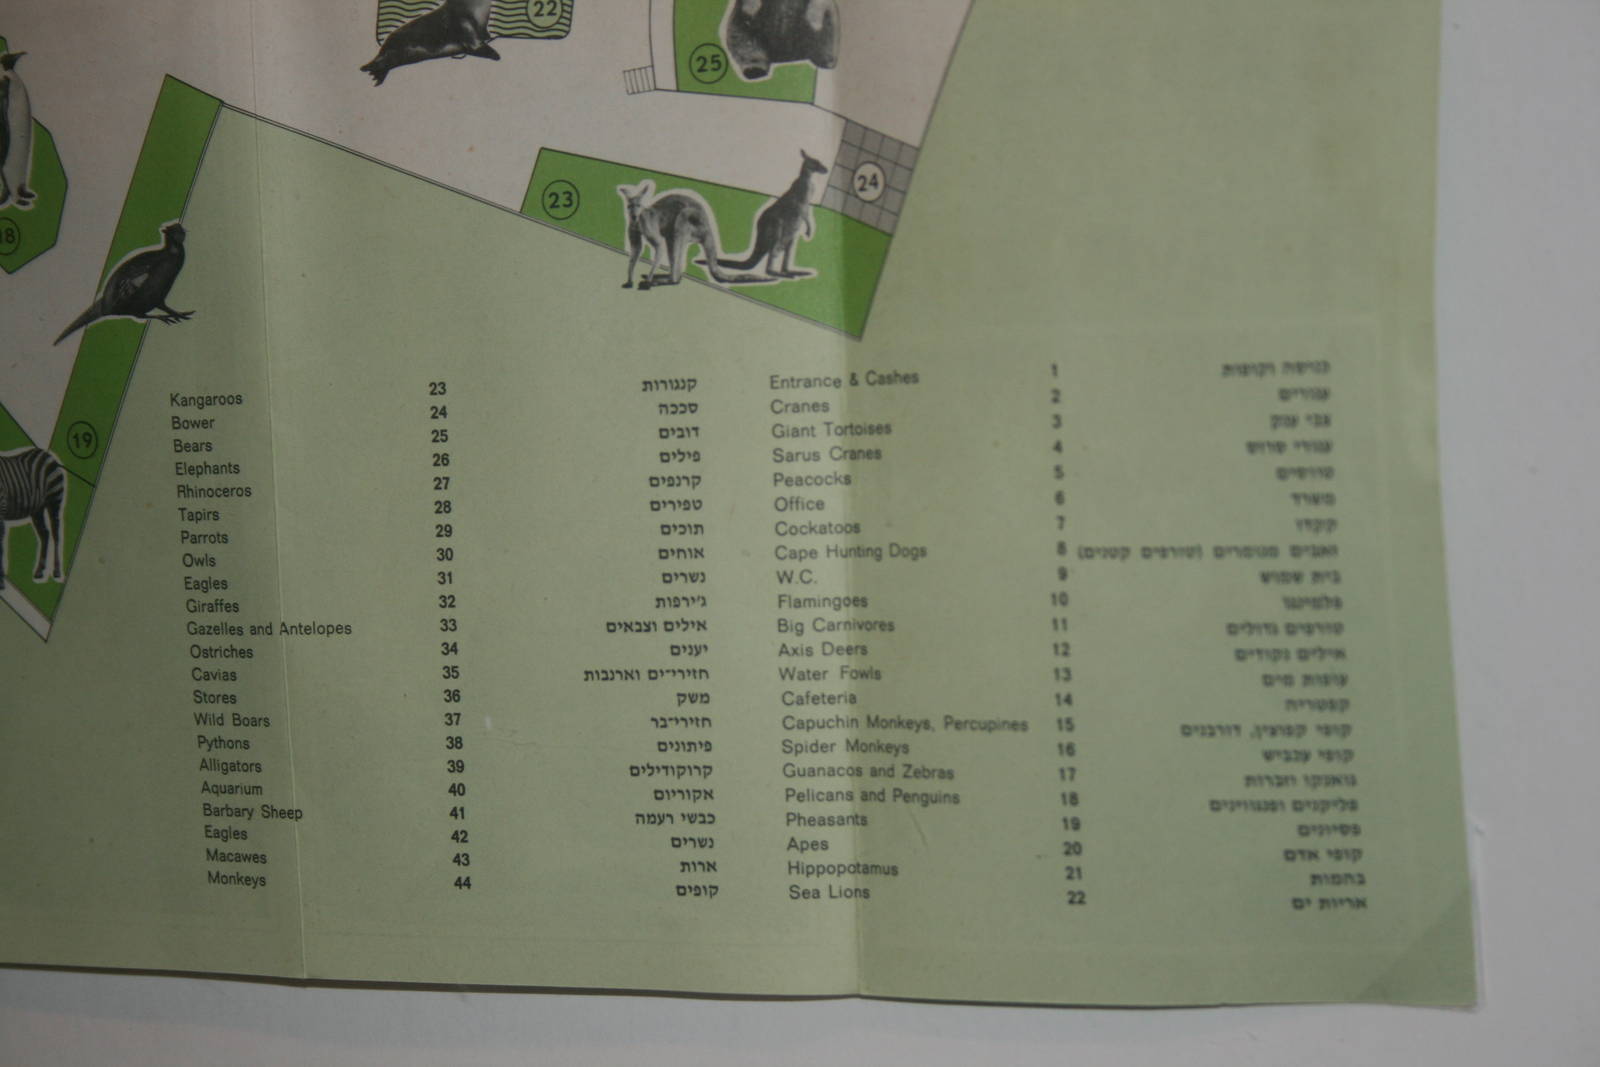 22
25
24
23
18
19
Kangaroos 23 קנגורות
Bower 24 סככה
Bears 25 דובים
Elephants 26 פילים
Rhinoceros 27 קרנפים
Tapirs 28 טפירים
Parrots 29 תוכים
Owls 30 אוחים
Eagles 31 נשרים
Giraffes 32 ג׳ירפות
Gazelles and Antelopes 33 אילים וצבאים
Ostriches 34 יענים
Cavias 35 חזירי־ים וארנבות
Stores 36 משק
Wild Boars 37 חזירי־בר
Pythons 38 פיתונים
Alligators 39 קרוקודילים
Aquarium 40 אקוריום
Barbary Sheep 41 כבשי רעמה
Eagles 42 נשרים
Macawes 43 ארות
Monkeys 44 קופים
Entrance & Cashes 1 כניסה וקופות
Cranes 2 עגורים
Giant Tortoises 3 צבי ענק
Sarus Cranes 4 עגורי סרוס
Peacocks 5 טווסים
Office 6 משרד
Cockatoos 7 קקדו
Cape Hunting Dogs 8 זאבים מנומרים (טורפים קטנים)
W.C. 9 בית שמוש
Flamingoes 10 פלמינגו
Big Carnivores 11 טורפים גדולים
Axis Deers 12 איילים נקודים
Water Fowls 13 עופות מים
Cafeteria 14 קפטריה
Capuchin Monkeys, Percupines 15 קופי קפוצין, דורבנים
Spider Monkeys 16 קופי עכביש
Guanacos and Zebras 17 גואנקו וזברות
Pelicans and Penguins 18 פליקנים ופנגווינים
Pheasants 19 פסיונים
Apes 20 קופי אדם
Hippopotamus 21 בהמות
Sea Lions 22 אריות ים